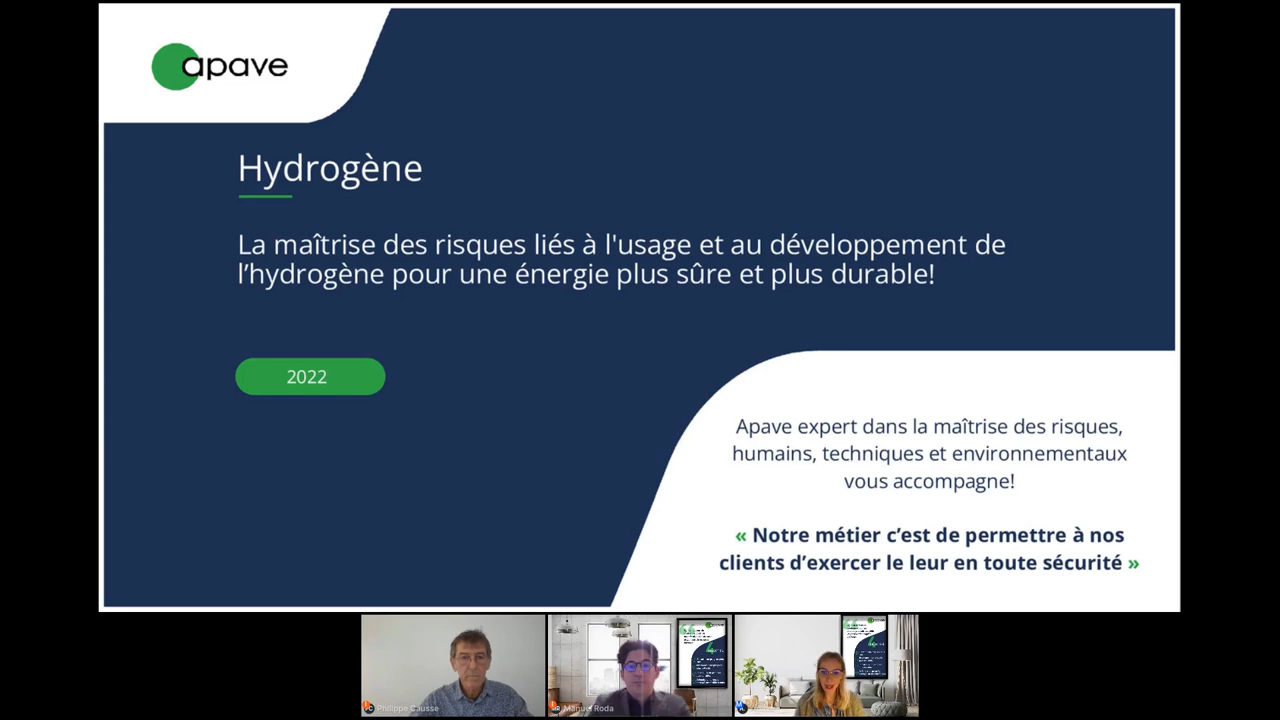 apave
Hydrogène
La maîtrise des risques liés à l'usage et au développement de
l’hydrogène pour une énergie plus sûre et plus durable!
2022
Apave expert dans la maîtrise des risques,
humains, techniques et environnementaux
vous accompagne!
« Notre métier c’est de permettre à nos
clients d’exercer le leur en toute sécurité »
Philippe Causse
Manuel Roda